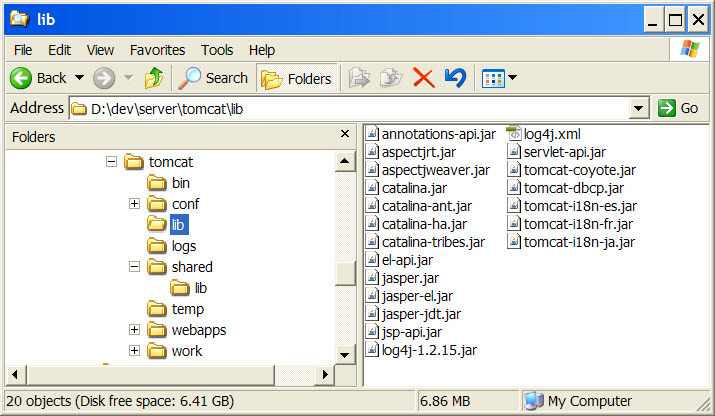 lib
File Edit View Favorites Tools Help
Back Search Folders
Address D:\dev\server\tomcat\lib Go
Folders
tomcat
bin
conf
lib
logs
shared
lib
temp
webapps
work
annotations-api.jar
aspectjrt.jar
aspectjweaver.jar
catalina.jar
catalina-ant.jar
catalina-ha.jar
catalina-tribes.jar
el-api.jar
jasper.jar
jasper-el.jar
jasper-jdt.jar
jsp-api.jar
log4j-1.2.15.jar
log4j.xml
servlet-api.jar
tomcat-coyote.jar
tomcat-dbcp.jar
tomcat-i18n-es.jar
tomcat-i18n-fr.jar
tomcat-i18n-ja.jar
20 objects (Disk free space: 6.41 GB) 6.86 MB My Computer